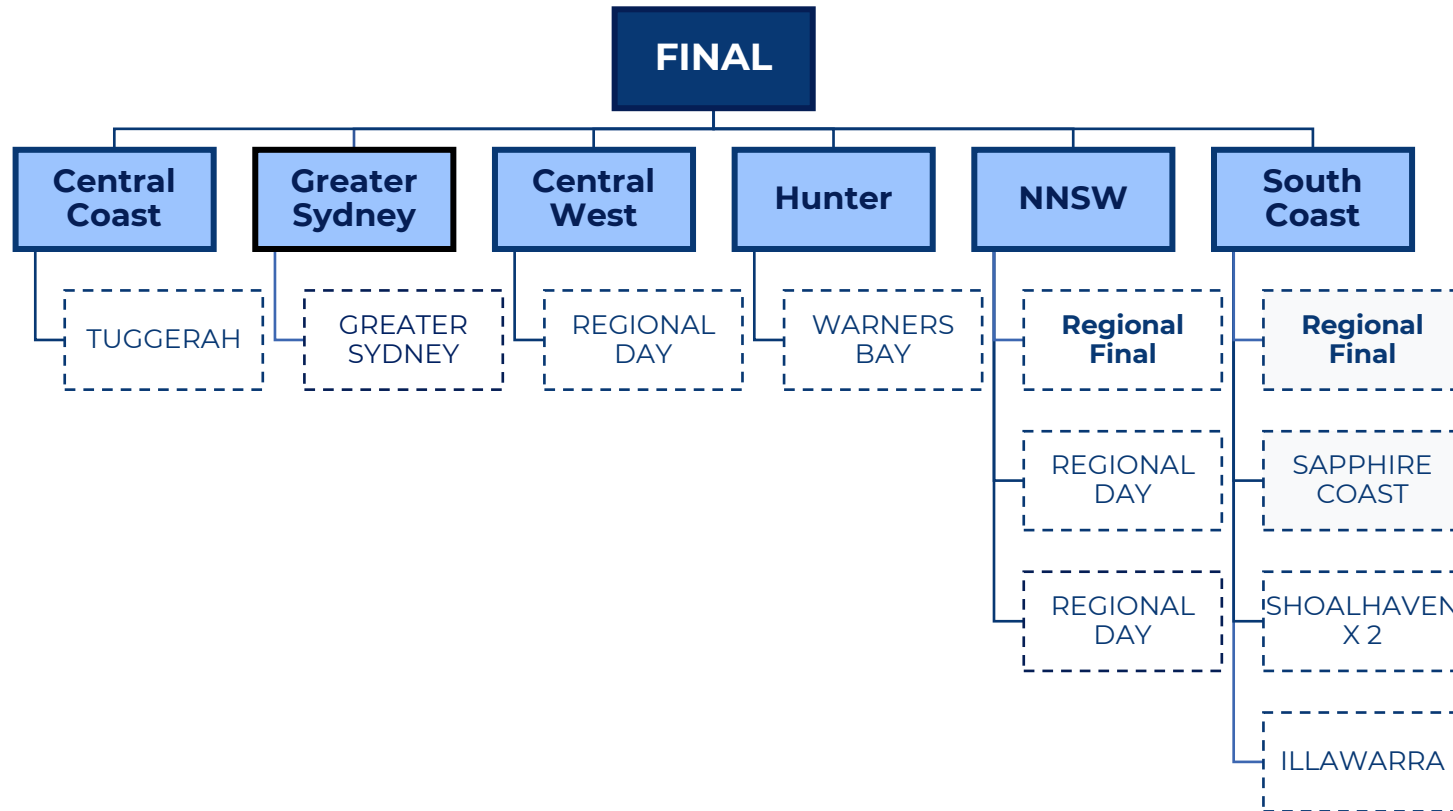 FINAL
Central
Coast
Greater
Sydney
Central
West
Hunter
NNSW
South
Coast
TUGGERAH
GREATER
SYDNEY
REGIONAL
DAY
WARNERS
BAY
Regional
Final
Regional
Final
REGIONAL
DAY
SAPPHIRE
COAST
REGIONAL
DAY
SHOALHAVEN
X 2
ILLAWARRA